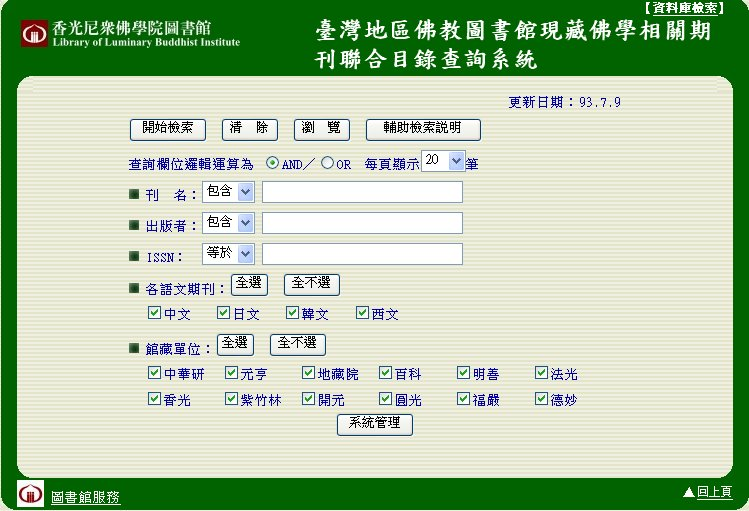 【資料庫檢索】
香光尼眾佛學院圖書館
Library of Luminary Buddhist Institute
臺灣地區佛教圖書館現藏佛學相關期
刊聯合目錄查詢系統
更新日期：93.7.9
開始檢索 清 除 瀏 覽 輔助檢索説明
查詢欄位邏輯運算為 AND／ OR 每頁顯示 20 筆
刊 名： 包含
出版者： 包含
ISSN： 等於
各語文期刊： 全選 全不選
中文 日文 韓文 西文
館藏單位： 全選 全不選
中華研 元亨 地藏院 百科 明善 法光
香光 紫竹林 開元 圓光 福嚴 德妙
系統管理
圖書館服務
▲回上頁